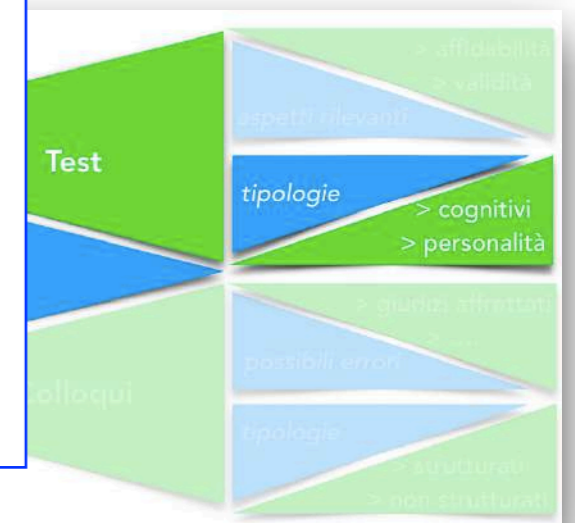 > affidabilità
> validità
aspetti rilevanti
Test
tipologie
> cognitivi
> personalità
> giudizi affrettati
> ...
possibili errori
Colloqui
tipologie
> strutturati
> non strutturati